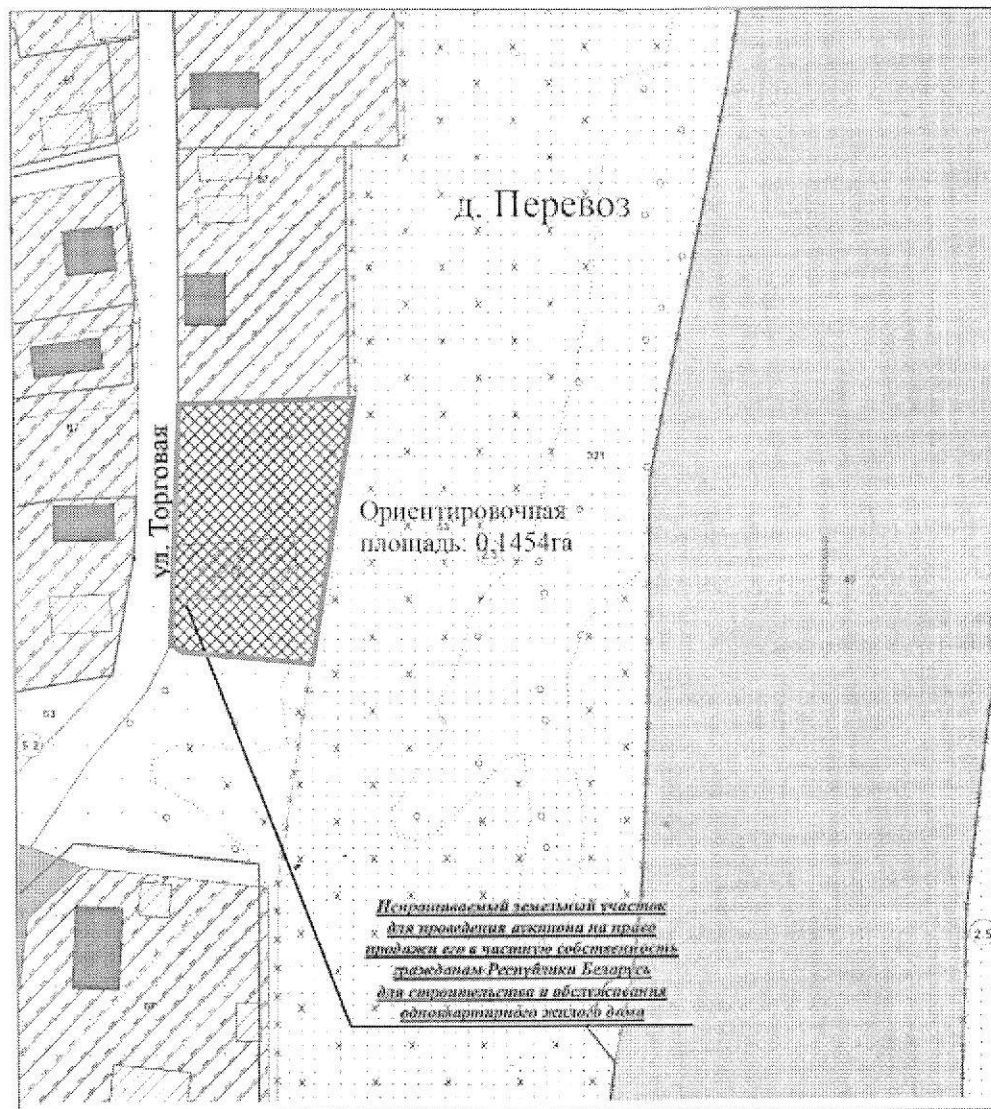 д. Перевоз
ул. Торговая
521
Ориентировочная
площадь: 0,1454га
Испрашиваемый земельный участок
для проведения аукциона на право
продажи его в частную собственность
гражданам Республики Беларусь
для строительства и обслуживания
одноквартирного жилого дома